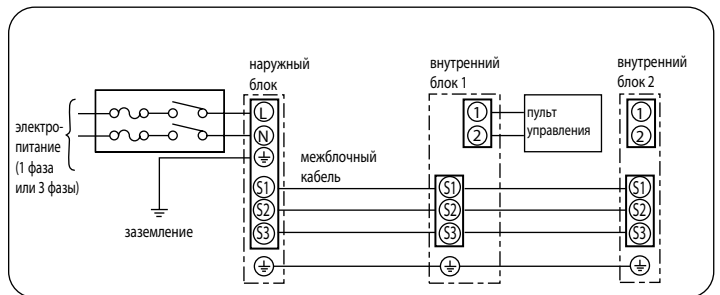 наружный
блок
внутренний
блок 1
внутренний
блок 2
L
N
электро-
питание
(1 фаза
или 3 фазы)
заземление
межблочный
кабель
1
2
пульт
управления
1
2
S1
S2
S3
S1
S2
S3
S1
S2
S3